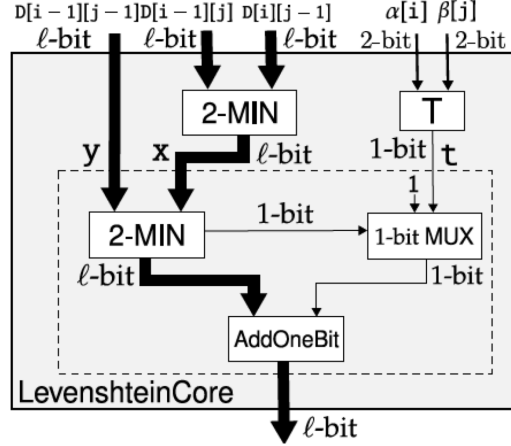 D[i − 1][j − 1] D[i − 1][j] D[i][j − 1] α[i] β[j]
ℓ-bit ℓ-bit ℓ-bit 2-bit 2-bit
2-MIN T
y x ℓ-bit 1-bit t
1
2-MIN 1-bit 1-bit MUX
ℓ-bit 1-bit
AddOneBit
LevenshteinCore
ℓ-bit